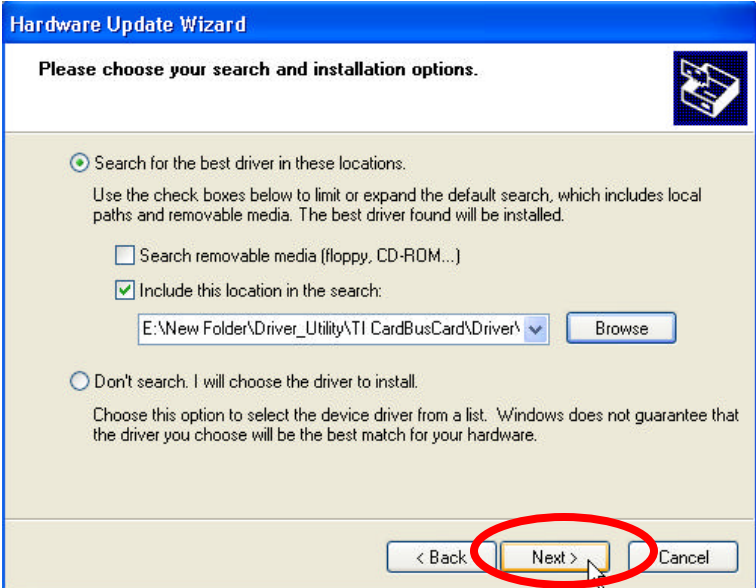 Hardware Update Wizard
Please choose your search and installation options.
Search for the best driver in these locations.
Use the check boxes below to limit or expand the default search, which includes local
paths and removable media. The best driver found will be installed.
Search removable media (floppy, CD-ROM...)
Include this location in the search:
E:\New Folder\Driver_Utility\TI CardBusCard\Driver\
Browse
Don't search. I will choose the driver to install.
Choose this option to select the device driver from a list. Windows does not guarantee that
the driver you choose will be the best match for your hardware.
< Back Next > Cancel